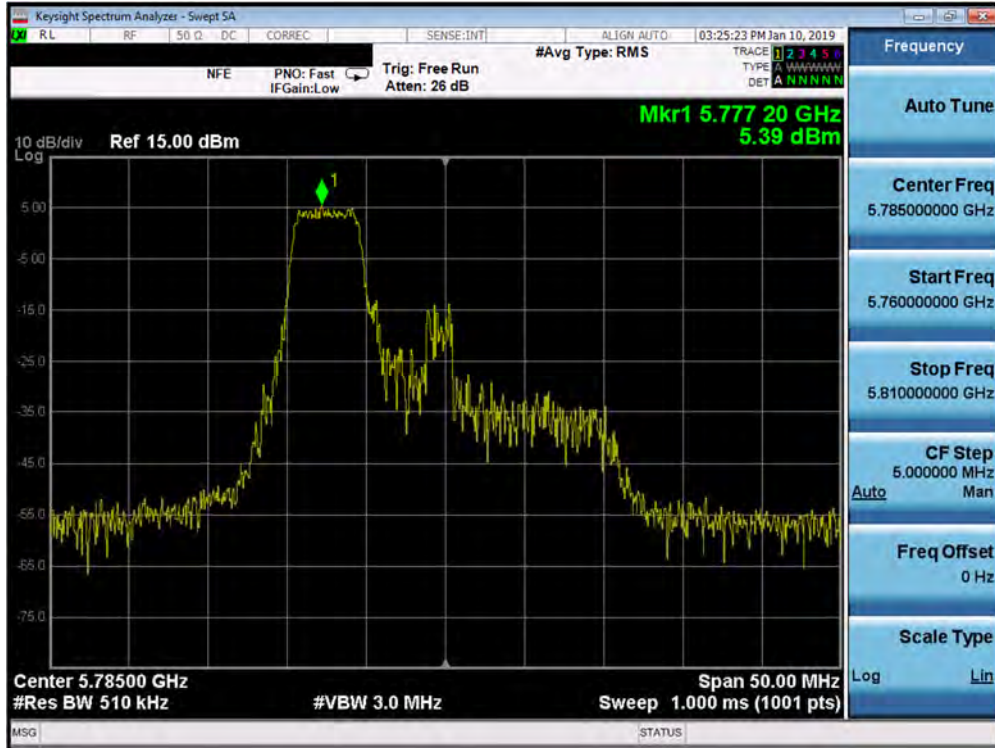 Keysight Spectrum Analyzer - Swept SA
LXI RL RF 50 Ω DC CORREC SENSE:INT ALIGN AUTO 03:25:23 PM Jan 10, 2019
NFE PNO: Fast IFGain:Low Trig: Free Run Atten: 26 dB
#Avg Type: RMS
TRACE 1 2 3 4 5 6
TYPE A WWWWW
DET A N N N N N
Mkr1 5.777 20 GHz
5.39 dBm
10 dB/div Ref 15.00 dBm
Log
1
5.00
-5.00
-15.0
-25.0
-35.0
-45.0
-55.0
-65.0
-75.0
Center 5.78500 GHz Span 50.00 MHz
#Res BW 510 kHz #VBW 3.0 MHz Sweep 1.000 ms (1001 pts)
MSG STATUS
Frequency
Auto Tune
Center Freq
5.785000000 GHz
Start Freq
5.760000000 GHz
Stop Freq
5.810000000 GHz
CF Step
5.000000 MHz
Auto Man
Freq Offset
0 Hz
Scale Type
Log Lin